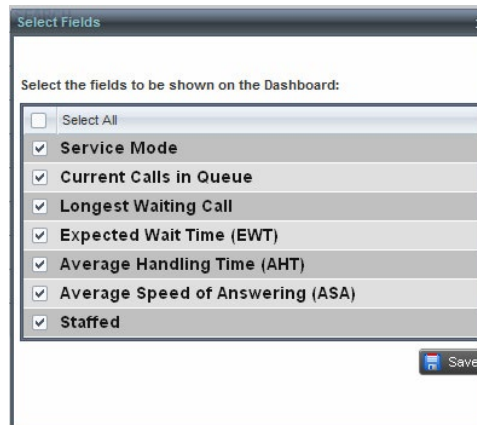 Select Fields
Select the fields to be shown on the Dashboard:
Select All
Service Mode
Current Calls in Queue
Longest Waiting Call
Expected Wait Time (EWT)
Average Handling Time (AHT)
Average Speed of Answering (ASA)
Staffed
Save